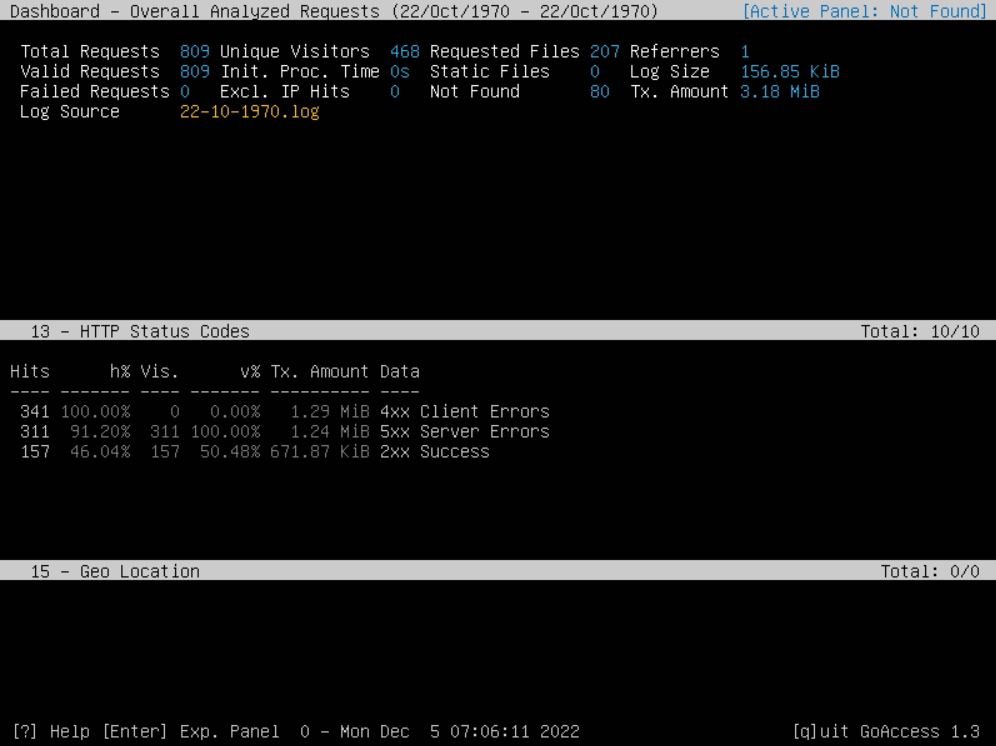 Dashboard - Overall Analyzed Requests (22/Oct/1970 - 22/Oct/1970) [Active Panel: Not Found]
Total Requests 809 Unique Visitors 468 Requested Files 207 Referrers 1
Valid Requests 809 Init. Proc. Time 0s Static Files 0 Log Size 156.85 KiB
Failed Requests 0 Excl. IP Hits 0 Not Found 80 Tx. Amount 3.18 MiB
Log Source 22-10-1970.log
13 - HTTP Status Codes Total: 10/10
Hits h% Vis. v% Tx. Amount Data
---- ------- ---- ------- ---------- ----
341 100.00% 0 0.00% 1.29 MiB 4xx Client Errors
311 91.20% 311 100.00% 1.24 MiB 5xx Server Errors
157 46.04% 157 50.48% 671.87 KiB 2xx Success
15 - Geo Location Total: 0/0
[?] Help [Enter] Exp. Panel 0 - Mon Dec 5 07:06:11 2022 [q]uit GoAccess 1.3